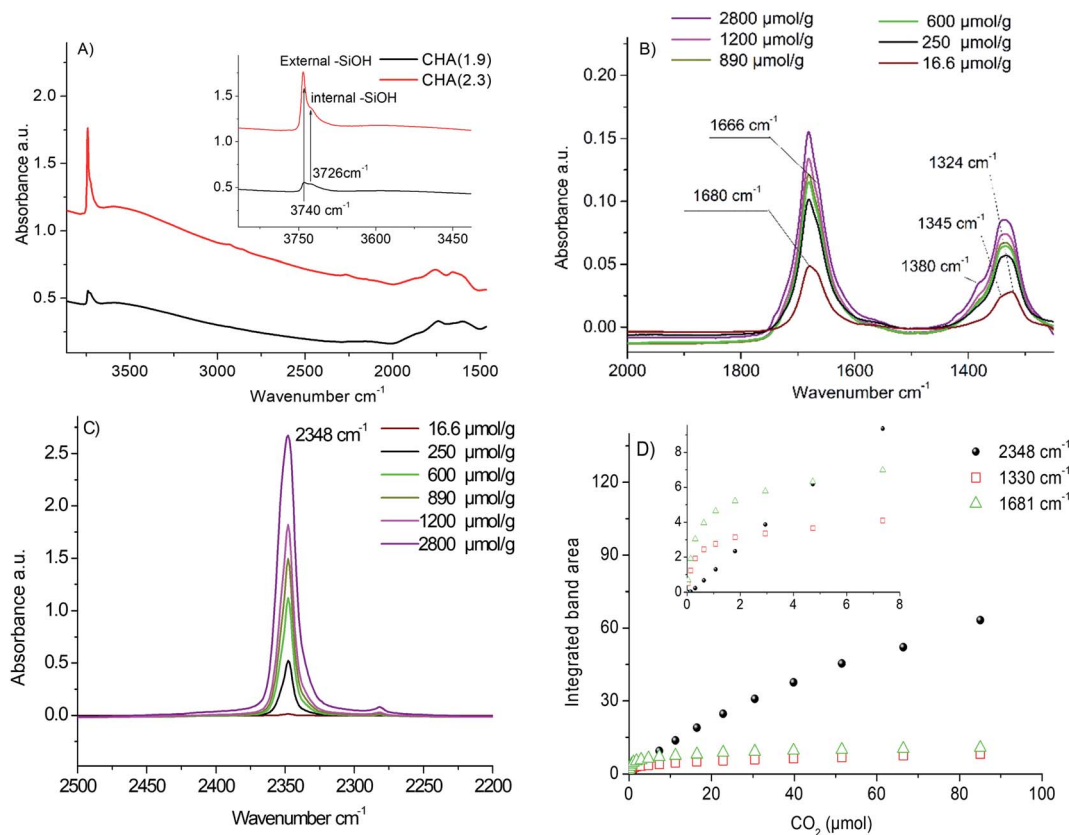 A)
CHA(1.9)
CHA(2.3)
External -SiOH
internal -SiOH
3726cm-1
3740 cm-1
1.5
1.0
0.5
3750 3600 3450
2.0
1.5
1.0
0.5
3500 3000 2500 2000 1500
Absorbance a.u.
Wavenumber cm-1
2800 µmol/g
1200 µmol/g
890 µmol/g
600 µmol/g
250 µmol/g
16.6 µmol/g
B)
0.20
0.15
0.10
0.05
0.00
1666 cm-1
1680 cm-1
1324 cm-1
1345 cm-1
1380 cm-1
2000 1800 1600 1400
Absorbance a.u.
Wavenumber cm-1
C)
2348 cm-1
16.6 µmol/g
250 µmol/g
600 µmol/g
890 µmol/g
1200 µmol/g
2800 µmol/g
2.5
2.0
1.5
1.0
0.5
0.0
2500 2450 2400 2350 2300 2250 2200
Absorbance a.u.
Wavenumber cm-1
D)
2348 cm-1
1330 cm-1
1681 cm-1
8
6
4
2
0
0 2 4 6 8
120
90
60
30
0
0 20 40 60 80 100
Integrated band area
CO2 (µmol)